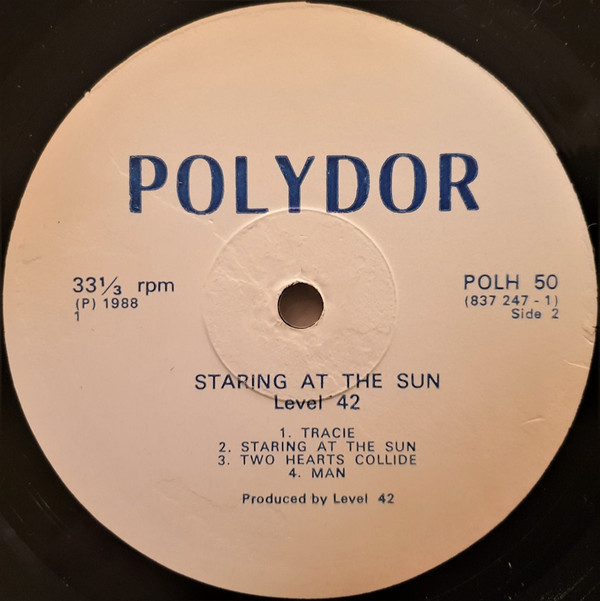 POLYDOR
33⅓ rpm
(P) 1988
1
POLH 50
(837 247 - 1)
Side 2
STARING AT THE SUN
Level 42
1. TRACIE
2. STARING AT THE SUN
3. TWO HEARTS COLLIDE
4. MAN
Produced by Level 42